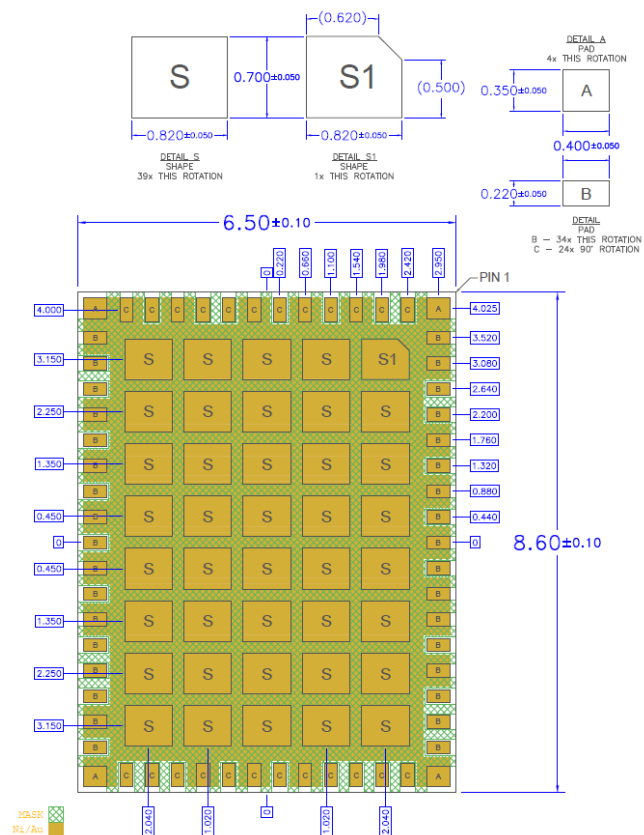 (0.620)
S
0.700±0.050
S1
(0.500)
0.820±0.050
0.820±0.050
DETAIL S
SHAPE
39x THIS ROTATION
DETAIL S1
SHAPE
1x THIS ROTATION
DETAIL A
PAD
4x THIS ROTATION
0.350±0.050
A
0.400±0.050
0.220±0.050
B
DETAIL
PAD
B – 34x THIS ROTATION
C – 24x 90° ROTATION
6.50±0.10
0 0.220 0.660 1.100 1.540 1.980 2.420 2.950
PIN 1
4.000 A C C C C C C C C C C C C A 4.025
B B 3.520
3.150 S S S S S1 B B 3.080
B B 2.640
2.250 S S S S S B B 2.200
B B 1.760
1.350 S S S S S B B 1.320
B B 0.880
0.450 S S S S S B B 0.440
0 B B 0
8.60±0.10
0.450 S S S S S B B
B B
1.350 S S S S S B B
B B
2.250 S S S S S B B
B B
3.150 S S S S S B B
B B
A C C C C C C C C C C C C A
2.040 1.020 0 1.020 2.040
MASK
Ni/Au